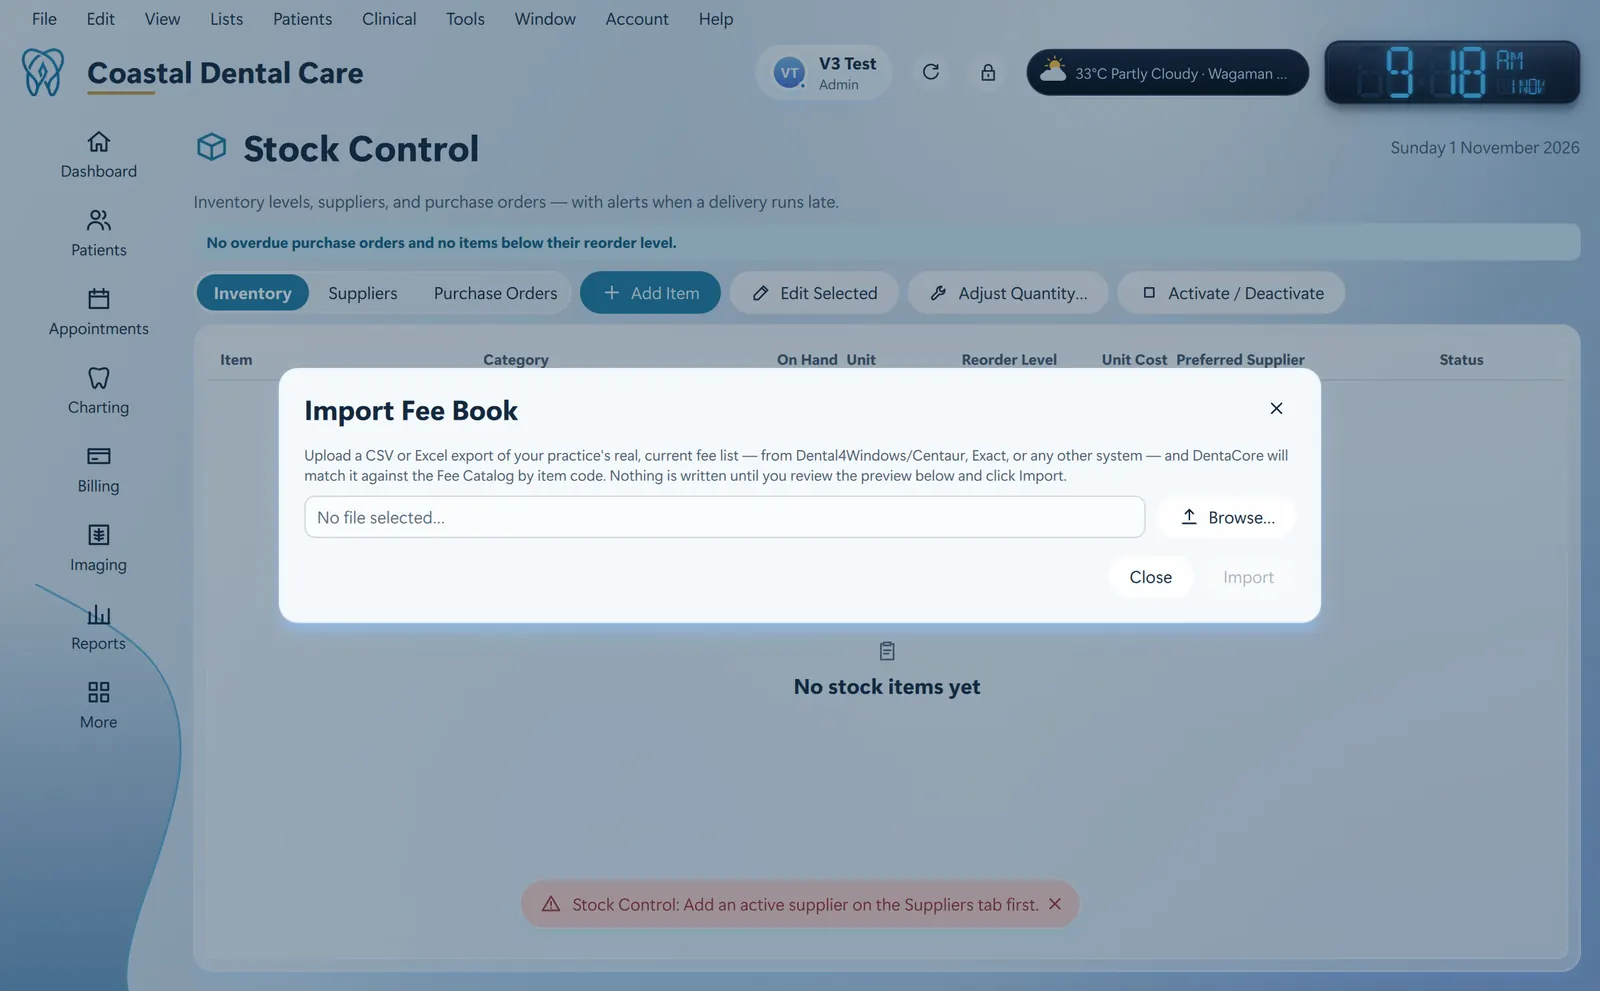 File Edit View Lists Patients Clinical Tools Window Account Help
Coastal Dental Care
VT
V3 Test
Admin
33°C Partly Cloudy · Wagaman ...
9:18 AM
1 NOV
Dashboard
Patients
Appointments
Charting
Billing
Imaging
Reports
More
Stock Control
Sunday 1 November 2026
Inventory levels, suppliers, and purchase orders — with alerts when a delivery runs late.
No overdue purchase orders and no items below their reorder level.
Inventory Suppliers Purchase Orders Add Item Edit Selected Adjust Quantity... Activate / Deactivate
Item Category On Hand Unit Reorder Level Unit Cost Preferred Supplier Status
Import Fee Book
Upload a CSV or Excel export of your practice's real, current fee list — from Dental4Windows/Centaur, Exact, or any other system — and DentaCore will
match it against the Fee Catalog by item code. Nothing is written until you review the preview below and click Import.
No file selected...
Browse...
Close
Import
No stock items yet
Stock Control: Add an active supplier on the Suppliers tab first.